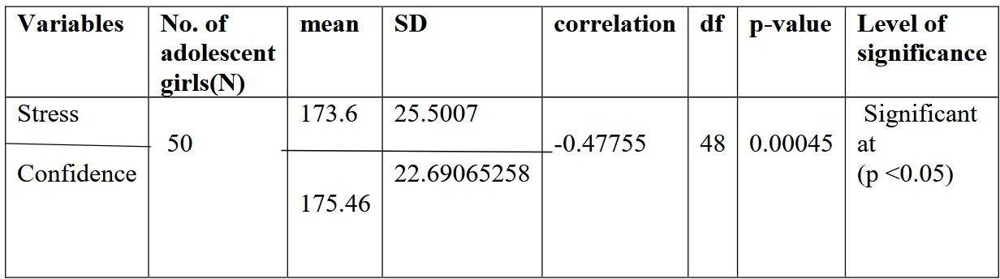 Variables No. of adolescent girls(N) mean SD correlation df p-value Level of significance
Stress 173.6 25.5007 Significant
50 -0.47755 48 0.00045 at
Confidence 22.69065258 (p <0.05)
175.46